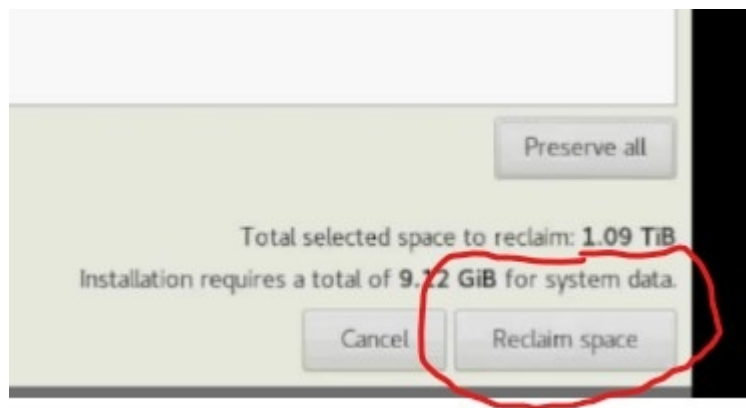 Preserve all
Total selected space to reclaim: 1.09 TiB
Installation requires a total of 9.12 GiB for system data.
Cancel
Reclaim space